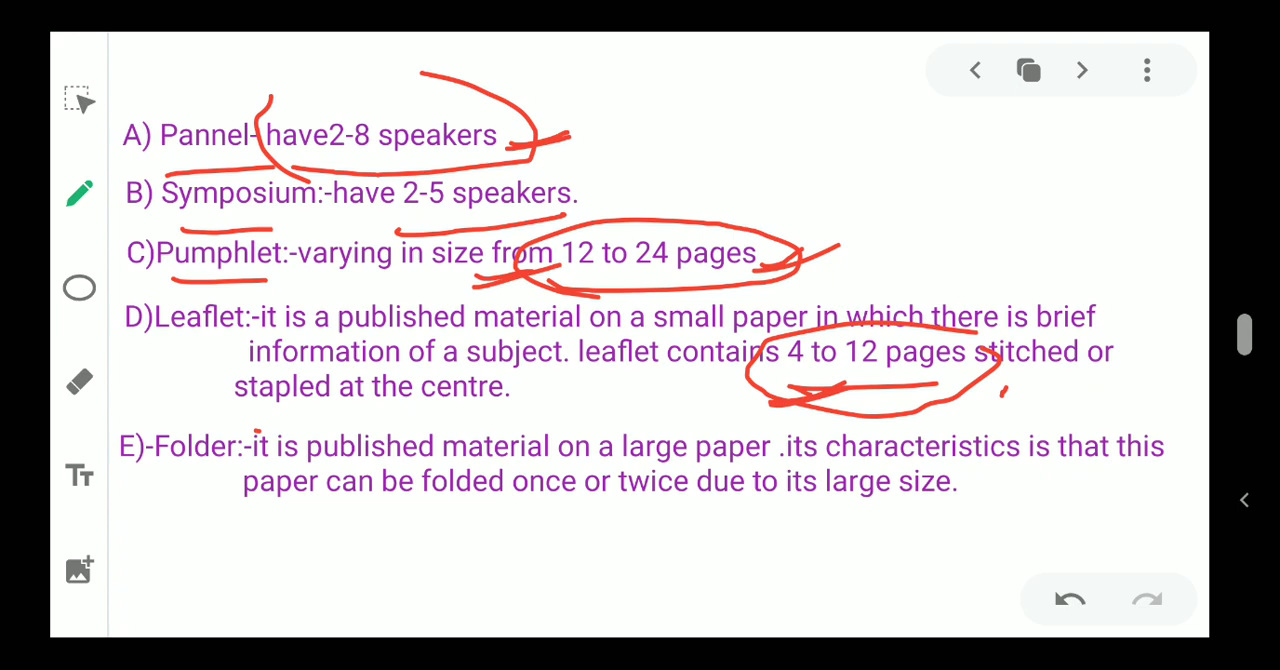 A) Pannel- have2-8 speakers
B) Symposium:-have 2-5 speakers.
C)Pumphlet:-varying in size from 12 to 24 pages
D)Leaflet:-it is a published material on a small paper in which there is brief
information of a subject. leaflet contains 4 to 12 pages stitched or
stapled at the centre.
E)-Folder:-it is published material on a large paper .its characteristics is that this
paper can be folded once or twice due to its large size.
Tт